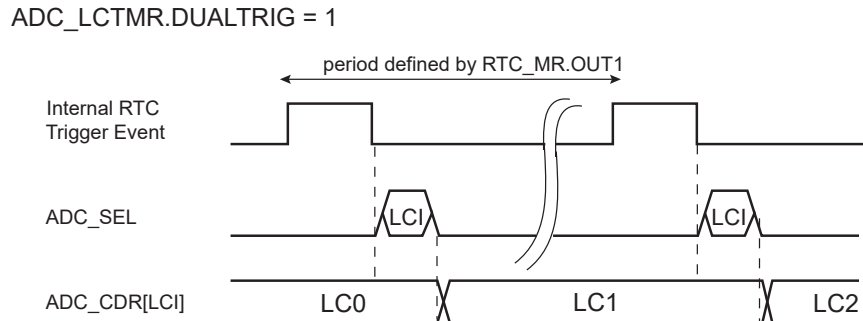 ADC_LCTMR.DUALTRIG = 1
period defined by RTC_MR.OUT1
Internal RTC
Trigger Event
ADC_SEL
LCI
LCI
ADC_CDR[LCI]
LC0
LC1
LC2